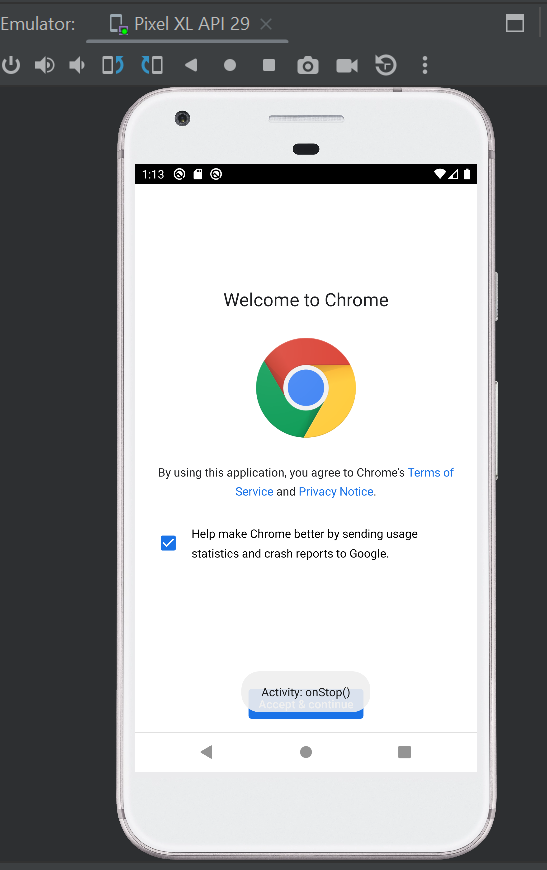 Emulator:
Pixel XL API 29
1:13
Welcome to Chrome
By using this application, you agree to Chrome's Terms of
Service and Privacy Notice.
Help make Chrome better by sending usage
statistics and crash reports to Google.
Activity: onStop()
Accept & continue